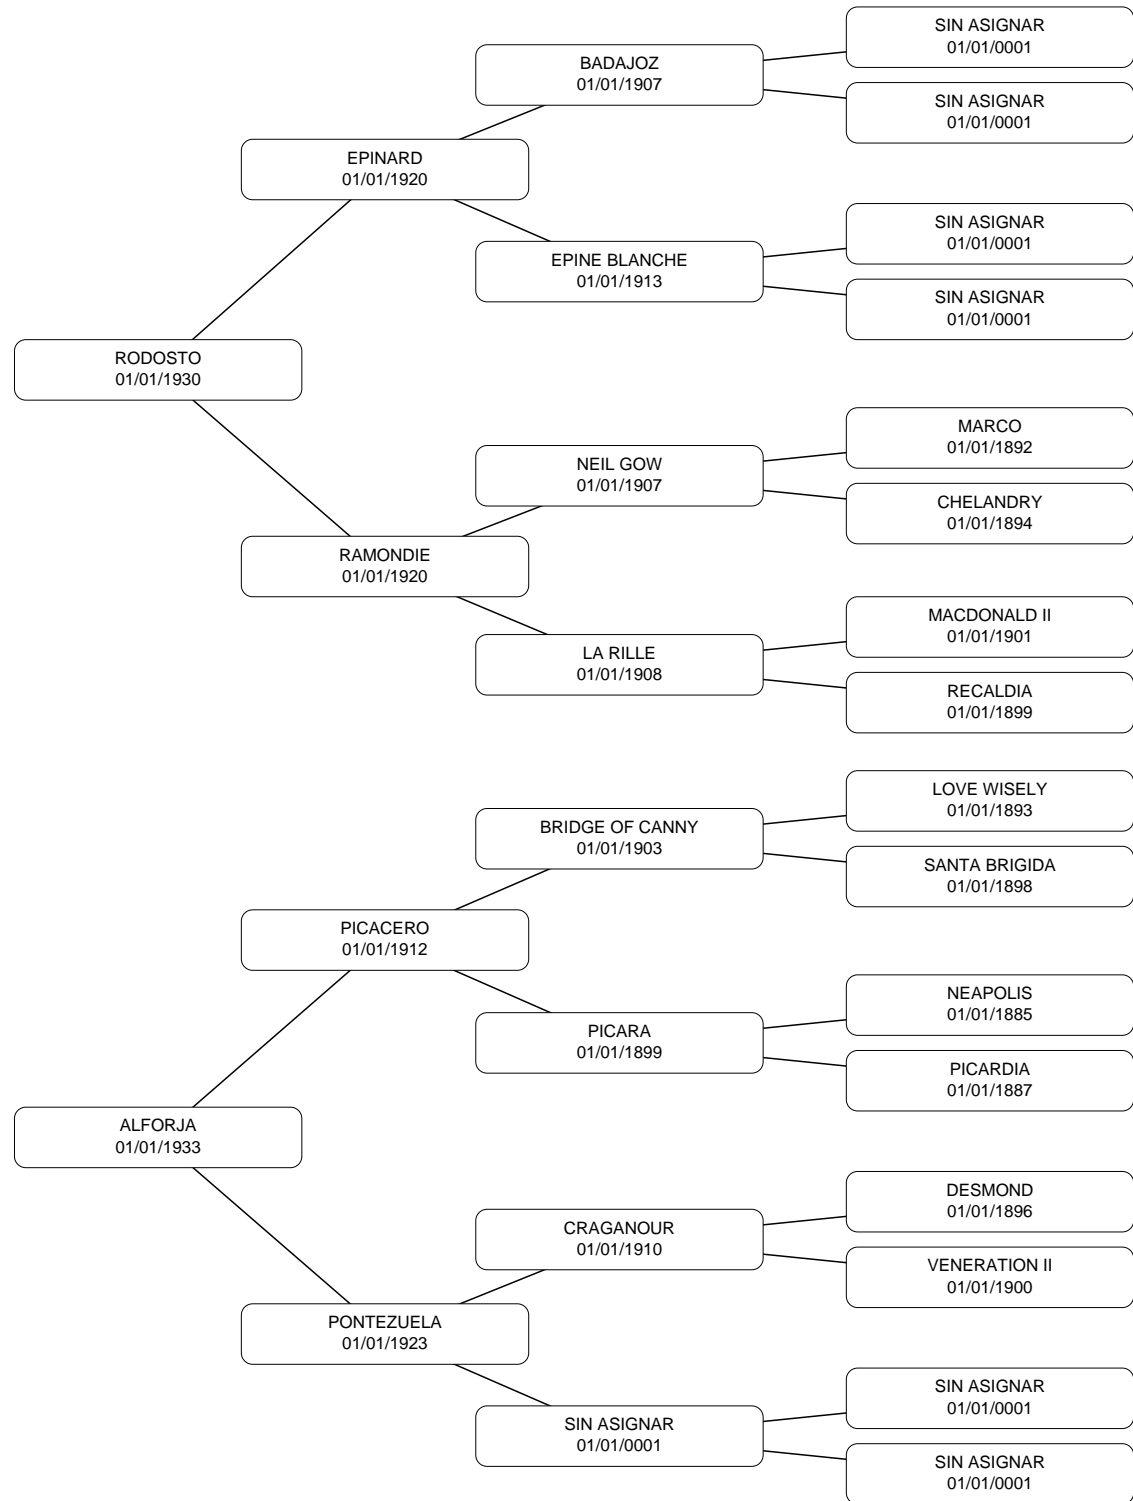 SIN ASIGNAR
01/01/0001
BADAJOZ
01/01/1907
SIN ASIGNAR
01/01/0001
EPINARD
01/01/1920
SIN ASIGNAR
01/01/0001
EPINE BLANCHE
01/01/1913
SIN ASIGNAR
01/01/0001
RODOSTO
01/01/1930
MARCO
01/01/1892
NEIL GOW
01/01/1907
CHELANDRY
01/01/1894
RAMONDIE
01/01/1920
MACDONALD II
01/01/1901
LA RILLE
01/01/1908
RECALDIA
01/01/1899
LOVE WISELY
01/01/1893
BRIDGE OF CANNY
01/01/1903
SANTA BRIGIDA
01/01/1898
PICACERO
01/01/1912
NEAPOLIS
01/01/1885
PICARA
01/01/1899
PICARDIA
01/01/1887
ALFORJA
01/01/1933
DESMOND
01/01/1896
CRAGANOUR
01/01/1910
VENERATION II
01/01/1900
PONTEZUELA
01/01/1923
SIN ASIGNAR
01/01/0001
SIN ASIGNAR
01/01/0001
SIN ASIGNAR
01/01/0001